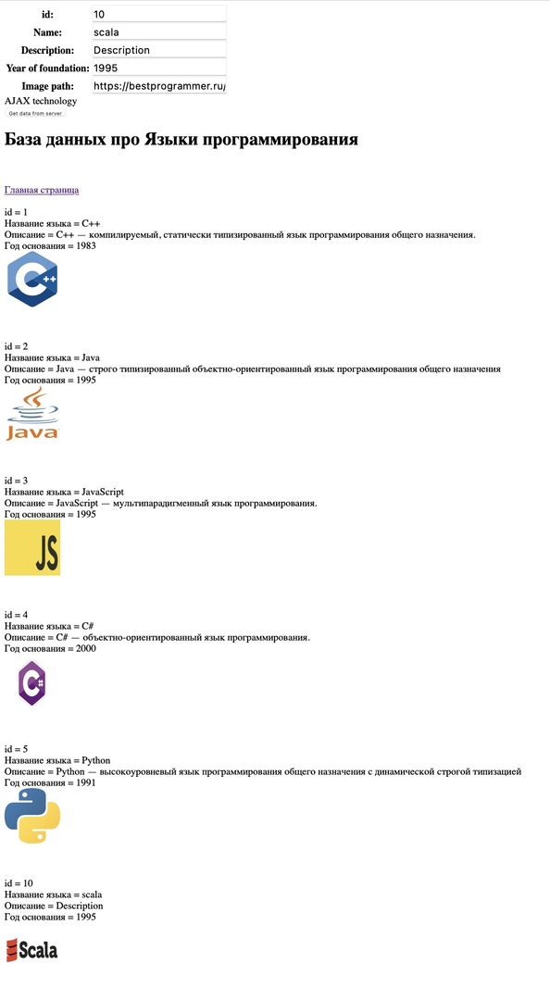 id: 10
Name: scala
Description: Description
Year of foundation: 1995
Image path: https://bestprogrammer.ru/
AJAX technology
Get data from server
База данных про Языки программирования
Главная страница
id = 1
Название языка = C++
Описание = C++ — компилируемый, статически типизированный язык программирования общего назначения.
Год основания = 1983
C++
id = 2
Название языка = Java
Описание = Java — строго типизированный объектно-ориентированный язык программирования общего назначения
Год основания = 1995
Java
id = 3
Название языка = JavaScript
Описание = JavaScript — мультипарадигменный язык программирования.
Год основания = 1995
JS
id = 4
Название языка = C#
Описание = C# — объектно-ориентированный язык программирования.
Год основания = 2000
C#
id = 5
Название языка = Python
Описание = Python — высокоуровневый язык программирования общего назначения с динамической строгой типизацией
Год основания = 1991
id = 10
Название языка = scala
Описание = Description
Год основания = 1995
Scala